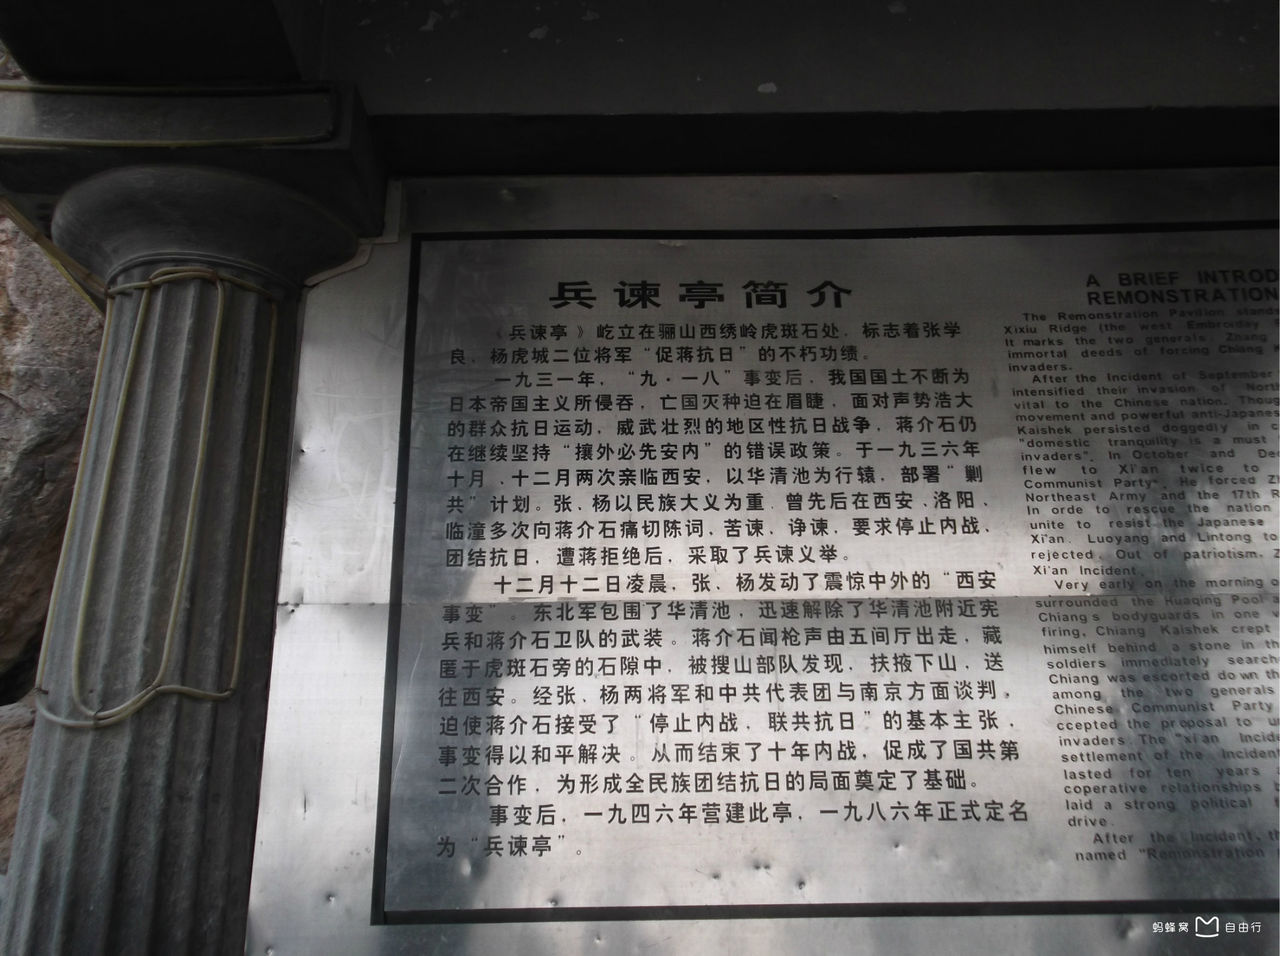 兵谏亭简介
《兵谏亭》屹立在骊山西绣岭虎斑石处，标志着张学
良、杨虎城二位将军“促蒋抗日”的不朽功绩。
一九三一年，“九·一八”事变后，我国国土不断为
日本帝国主义所侵吞，亡国灭种迫在眉睫，面对声势浩大
的群众抗日运动，威武壮烈的地区性抗日战争，蒋介石仍
在继续坚持“攘外必先安内”的错误政策。于一九三六年
十月、十二月两次亲临西安，以华清池为行辕，部署“剿
共”计划。张、杨以民族大义为重，曾先后在西安、洛阳、
临潼多次向蒋介石痛切陈词，苦谏、诤谏，要求停止内战，
团结抗日，遭蒋拒绝后，采取了兵谏义举。
十二月十二日凌晨，张、杨发动了震惊中外的“西安
事变”。东北军包围了华清池，迅速解除了华清池附近宪
兵和蒋介石卫队的武装。蒋介石闻枪声由五间厅出走，藏
匿于虎斑石旁的石隙中，被搜山部队发现，扶掖下山，送
往西安。经张、杨两将军和中共代表团与南京方面谈判，
迫使蒋介石接受了“停止内战，联共抗日”的基本主张，
事变得以和平解决。从而结束了十年内战，促成了国共第
二次合作，为形成全民族团结抗日的局面奠定了基础。
事变后，一九四六年营建此亭，一九八六年正式定名
为“兵谏亭”。
A BRIEF INTROD
REMONSTRATION
The Remonstration Pavilion stands
Xixiu Ridge (the west Embroiday
It marks the two generals. Zhang
immortal deeds of forcing Chiang
invaders.
After the Incident of September
intensified their invasion of North
vital to the Chinese nation. Thoug
movement and powerful anti-Japanese
Kaishek persisted doggedly in c
"domestic tranquility is a must
invaders". In October and Dec
flew to Xi'an twice to
Communist Party". He forced Z
Northeast Army and the 17th R
In orde to rescue the nation
unite to resist the Japanese
Xi'an. Luoyang and Lintong to
rejected. Out of patriotism, Z
Xi'an Incident.
Very early on the morning o
surrounded the Huaqing Pool a
Chiang's bodyguards in one
firing, Chiang Kaishek crept
himself behind a stone in th
soldiers immediately search
Chiang was escorted down th
among the two generals
Chinese Communist Party
ccepted the proposal to un
invaders. The "xi'an Incide
settlement of the Incident
lasted for ten years
coperative relationships b
laid a strong political
drive.
After the Incident, th
named "Remonstration
蚂蜂窝 自由行